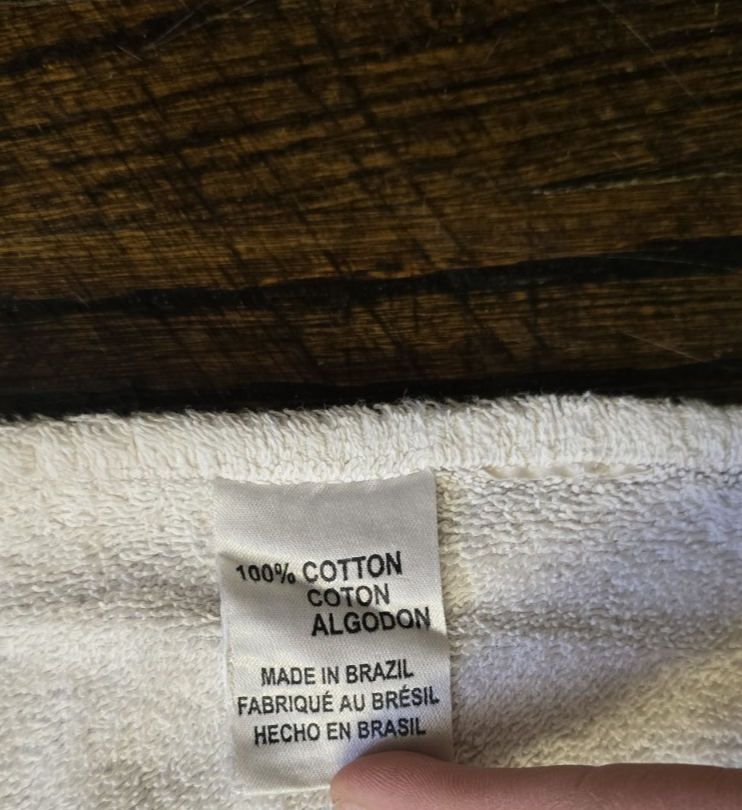 100% COTTON
COTON
ALGODON
MADE IN BRAZIL
FABRIQUÉ AU BRÉSIL
HECHO EN BRASIL